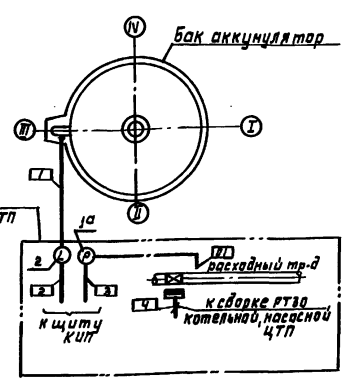 IV
Бак аккумулятор
III
I
II
1
ТП
1а
2
L
P
01
расходный тр-д
2
3
4
к щиту
КИП
к сборке РТЗО
котельной, насосной
ЦТП